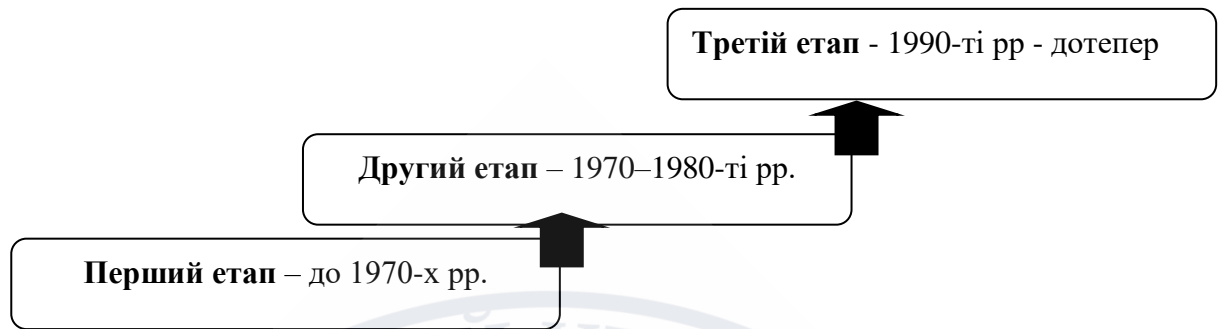 Третій етап - 1990-ті рр - дотепер
Другий етап – 1970–1980-ті рр.
Перший етап – до 1970-х рр.